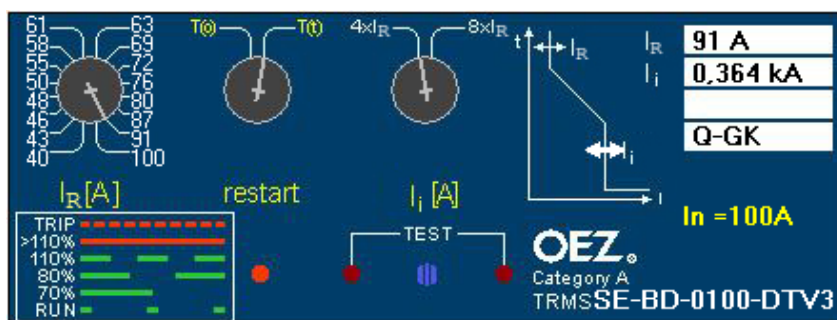 61 63
58 69
55 72
50 76
48 80
46 87
43 91
40 100
IR[A]
T(o) T(t)
restart
4xIR 8xIR
Ii [A]
t IR
Ii
I
IR 91 A
Ii 0,364 kA
Q-GK
In =100A
TRIP
>110%
110%
80%
70%
RUN
TEST
OEZ®
Category A
TRMS SE-BD-0100-DTV3